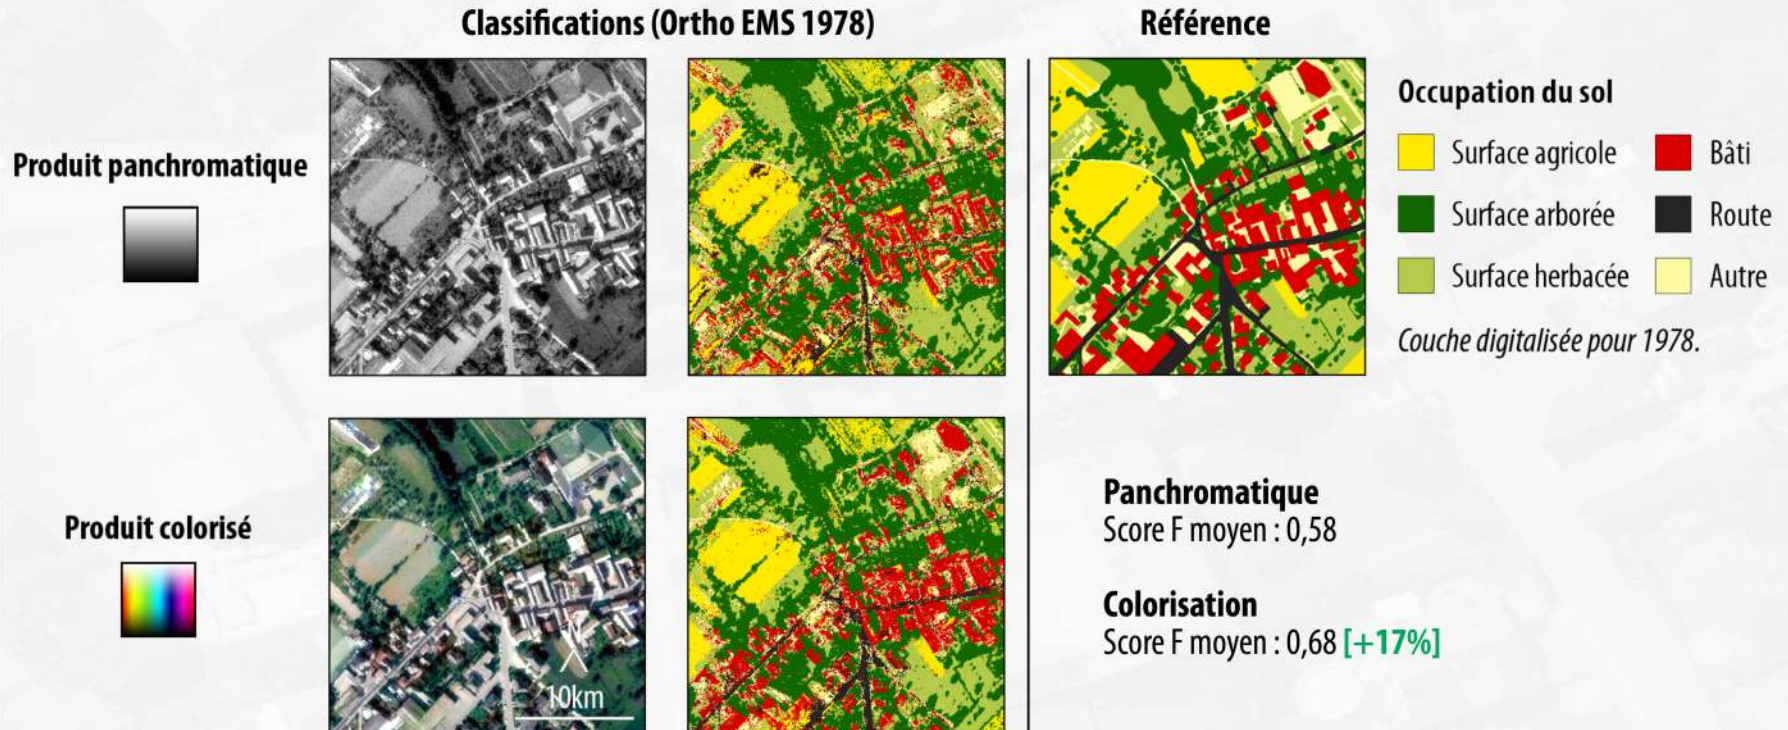 Classifications (Ortho EMS 1978)
Référence
Produit panchromatique
Occupation du sol
Surface agricole
Bâti
Surface arborée
Route
Surface herbacée
Autre
Couche digitalisée pour 1978.
Produit colorisé
10km
Panchromatique
Score F moyen : 0,58
Colorisation
Score F moyen : 0,68 [+17%]